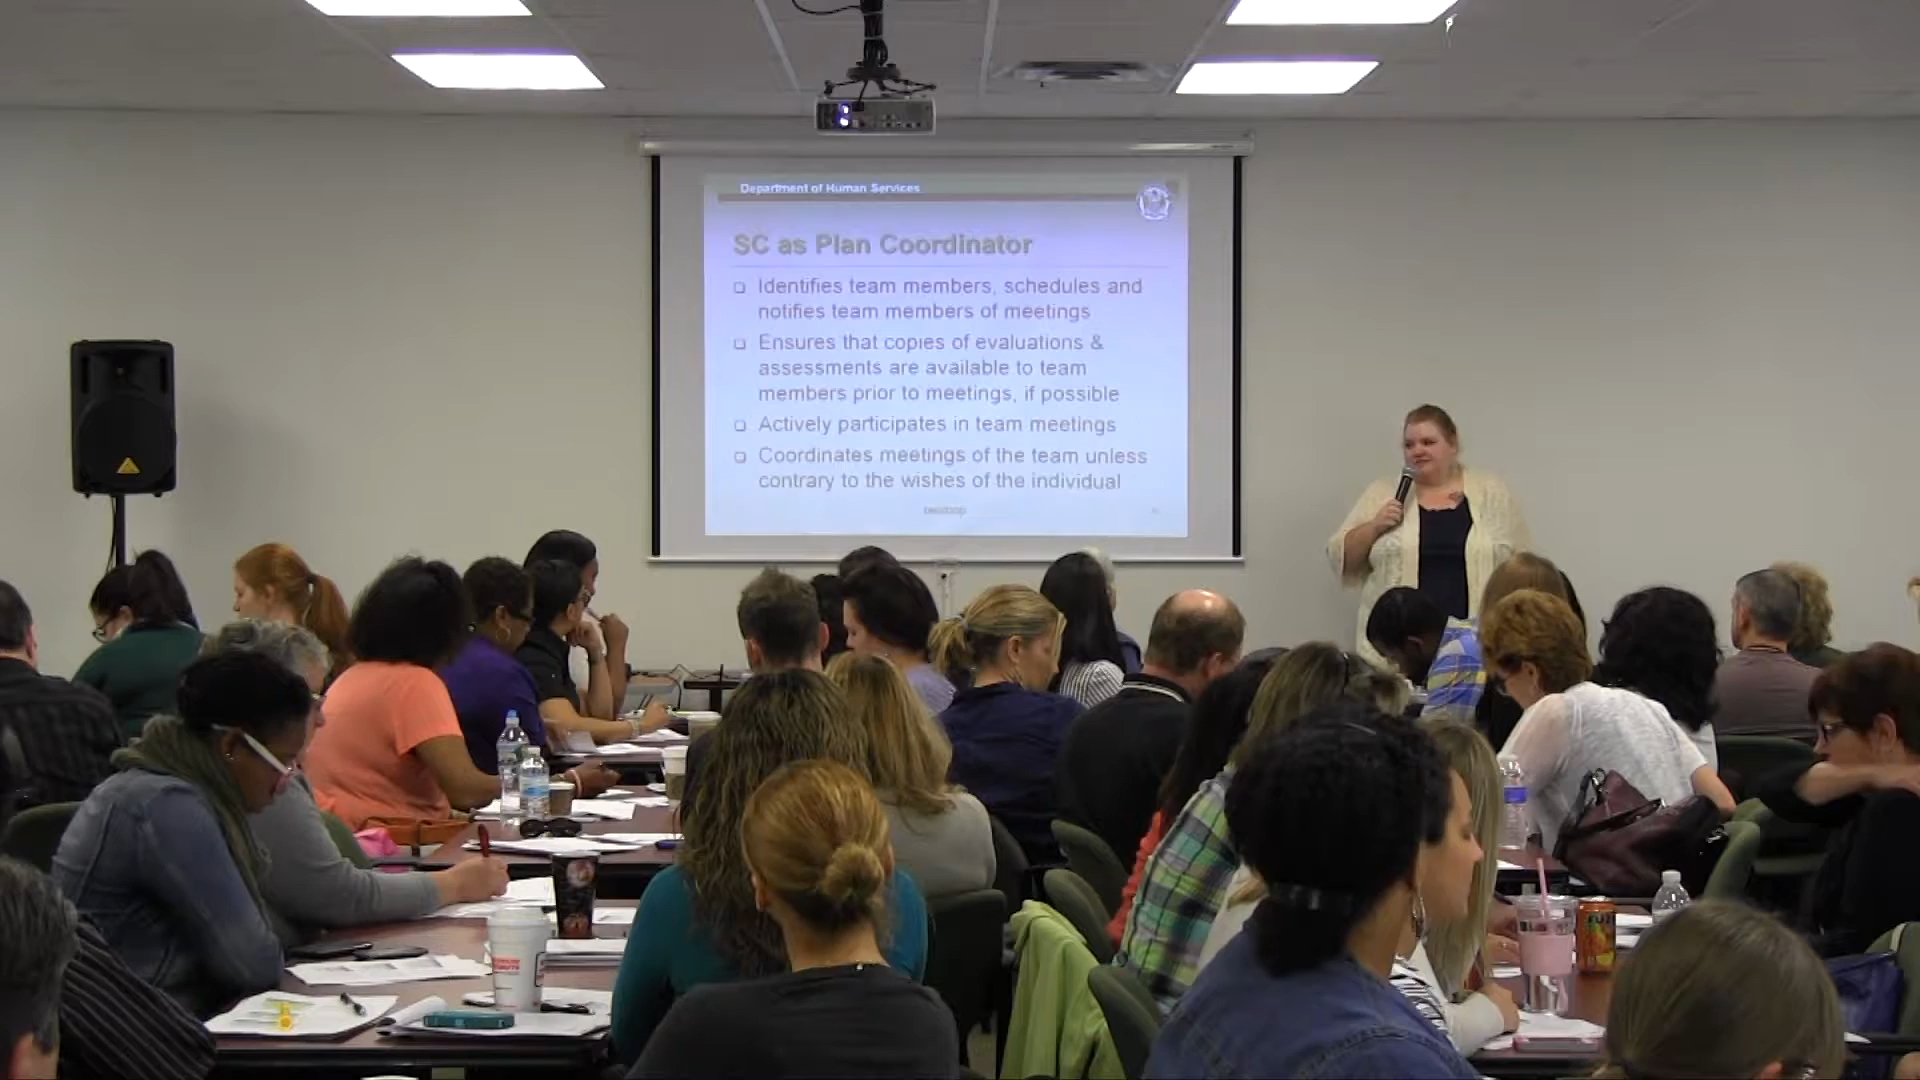 Department of Human Services
SC as Plan Coordinator
Identifies team members, schedules and
notifies team members of meetings
Ensures that copies of evaluations &
assessments are available to team
members prior to meetings, if possible
Actively participates in team meetings
Coordinates meetings of the team unless
contrary to the wishes of the individual